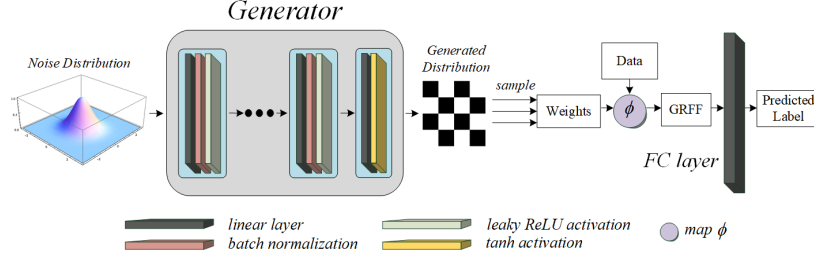 Generator
Noise Distribution
Generated
Distribution
sample
Weights
Data
ϕ
GRFF
FC layer
Predicted
Label
linear layer
batch normalization
leaky ReLU activation
tanh activation
map ϕ